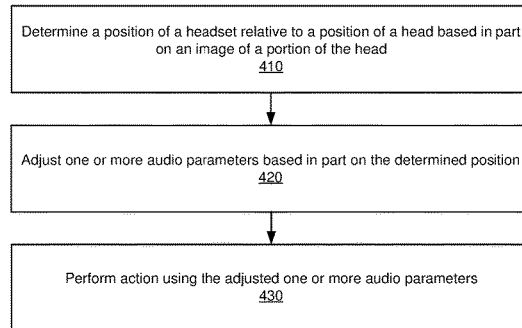 Determine a position of a headset relative to a position of a head based in part
on an image of a portion of the head
410
Adjust one or more audio parameters based in part on the determined position
420
Perform action using the adjusted one or more audio parameters
430